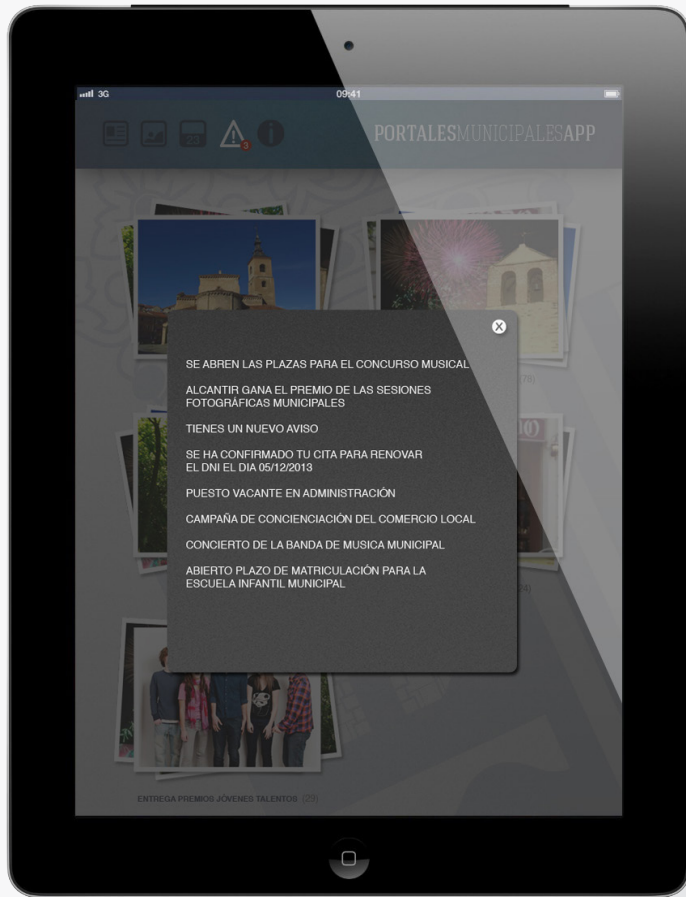 3G
09:41
28
3
PORTALESMUNICIPALESAPP
SE ABREN LAS PLAZAS PARA EL CONCURSO MUSICAL
(78)
ALCANTIR GANA EL PREMIO DE LAS SESIONES
FOTOGRÁFICAS MUNICIPALES
TIENES UN NUEVO AVISO
SE HA CONFIRMADO TU CITA PARA RENOVAR
EL DNI EL DIA 05/12/2013
PUESTO VACANTE EN ADMINISTRACIÓN
CAMPAÑA DE CONCIENCIACIÓN DEL COMERCIO LOCAL
CONCIERTO DE LA BANDA DE MUSICA MUNICIPAL
ABIERTO PLAZO DE MATRICULACIÓN PARA LA
ESCUELA INFANTIL MUNICIPAL
ENTREGA PREMIOS JÓVENES TALENTOS (29)